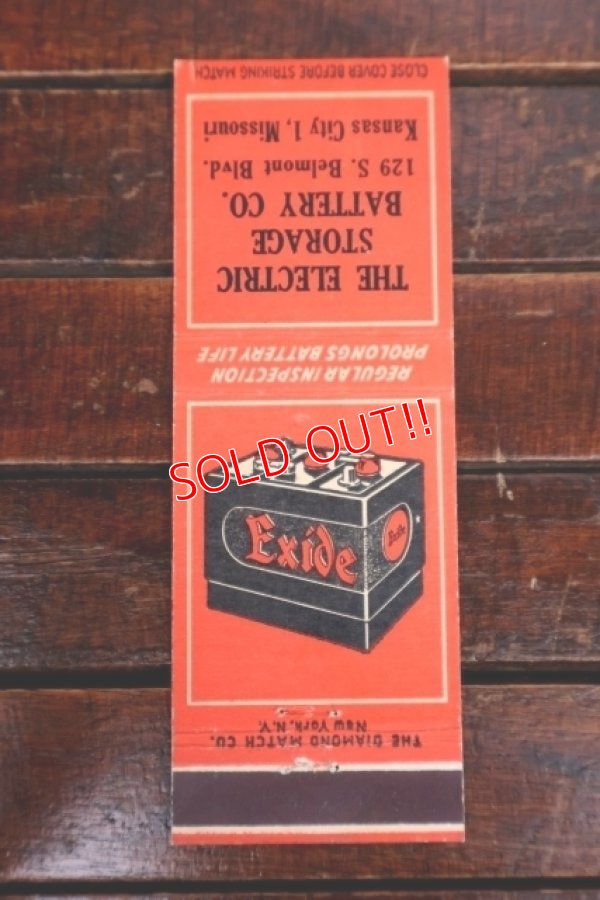 CLOSE COVER BEFORE STRIKING MATCH
THE ELECTRIC
STORAGE
BATTERY CO.
129 S. Belmont Blvd.
Kansas City 1, Missouri
REGULAR INSPECTION
PROLONGS BATTERY LIFE
SOLD OUT!!
Exide
Exide
THE DIAMOND MATCH CO.
New York, N.Y.